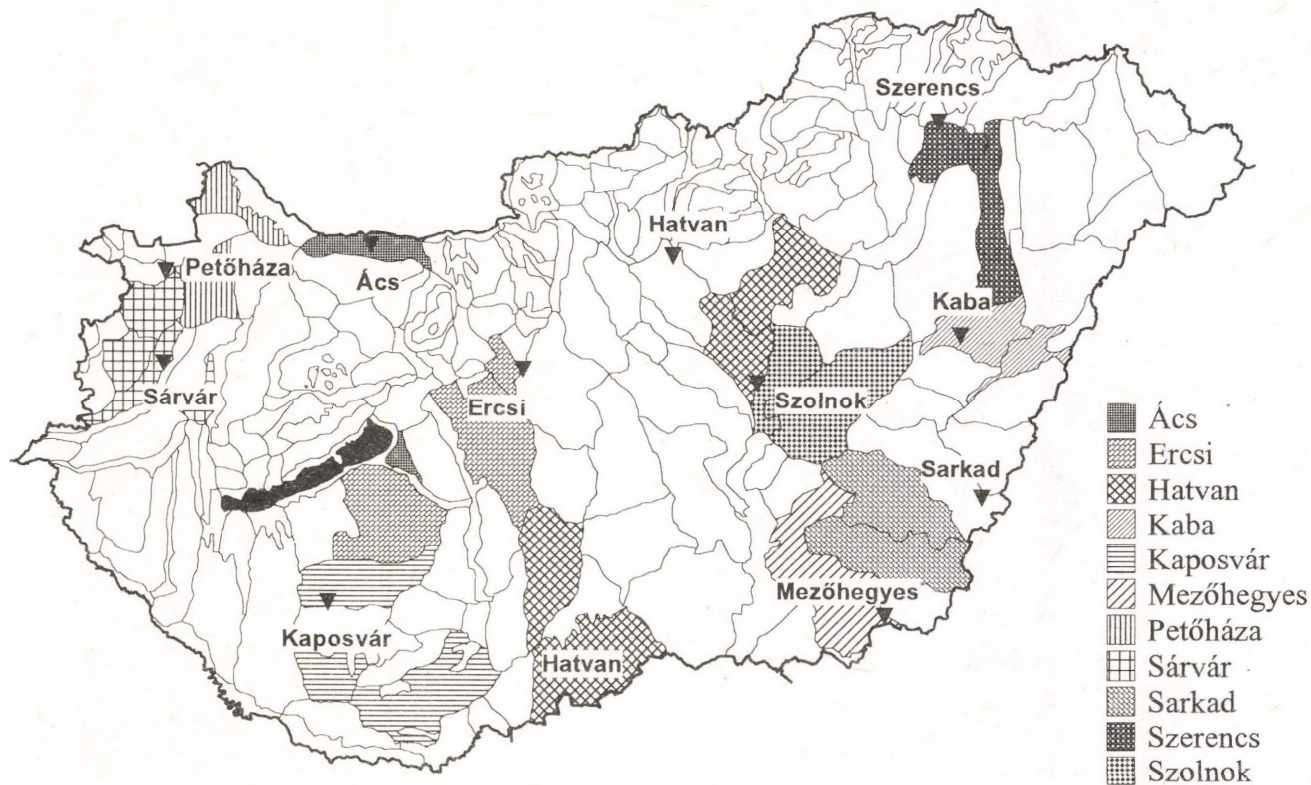 Szerencs
Hatvan
Petőháza
Ács
Kaba
Sárvár
Ercsi
Szolnok
Sarkad
Mezőhegyes
Kaposvár
Hatvan
Ács
Ercsi
Hatvan
Kaba
Kaposvár
Mezőhegyes
Petőháza
Sárvár
Sarkad
Szerencs
Szolnok